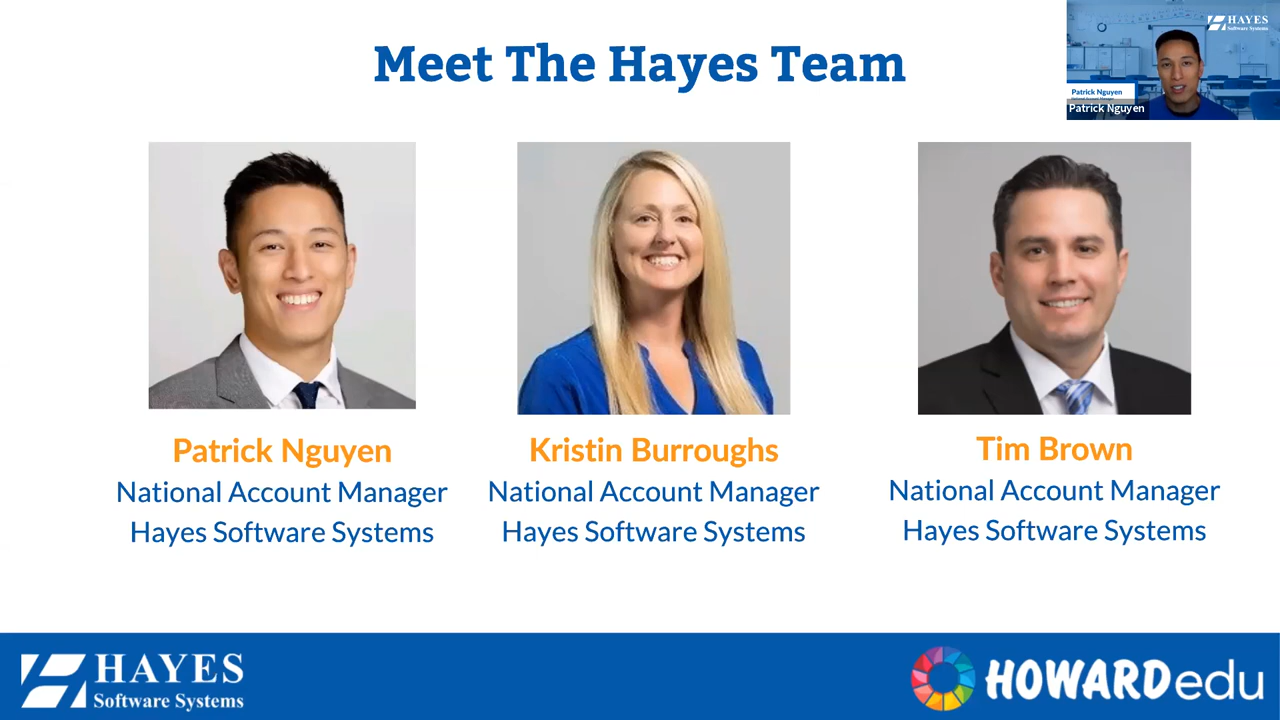 Meet The Hayes Team
HAYES
Software Systems
Patrick Nguyen
Patrick Nguyen
Patrick Nguyen
National Account Manager
Hayes Software Systems
Kristin Burroughs
National Account Manager
Hayes Software Systems
Tim Brown
National Account Manager
Hayes Software Systems
HAYES
Software Systems
HOWARDedu